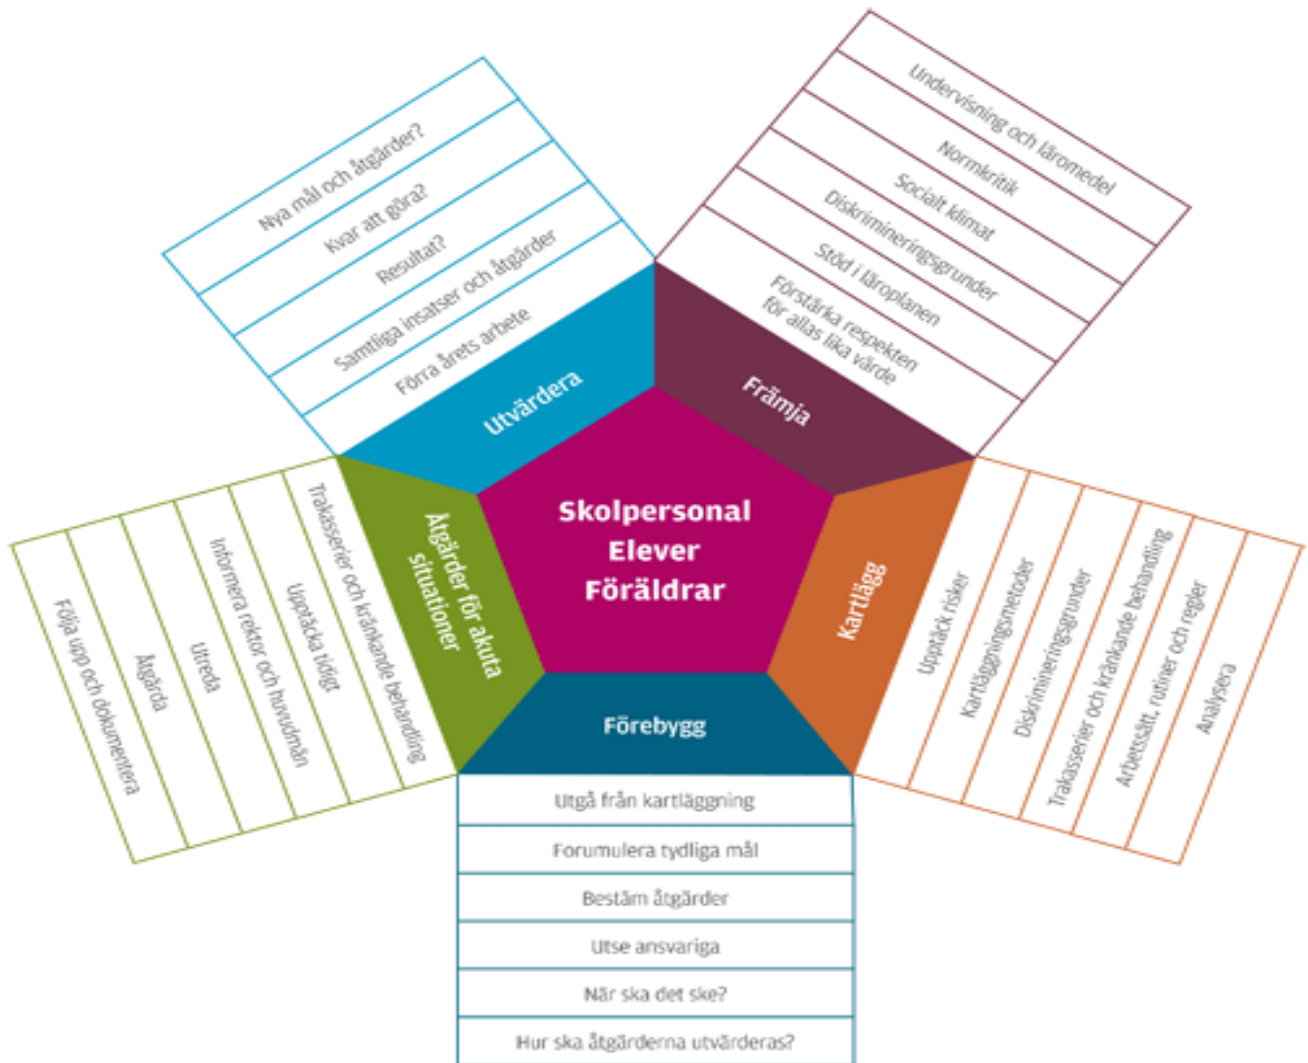 Skolpersonal
Elever
Föräldrar
Främja
Undervisning och läromedel
Normkritik
Socialt klimat
Diskrimineringsgrunder
Stöd i läroplanen
Förstärka respekten
för allas lika värde
Kartlägg
Upptäck risker
Kartläggningsmetoder
Diskrimineringsgrunder
Trakasserier och kränkande behandling
Arbetssätt, rutiner och regler
Analysera
Förebygg
Utgå från kartläggning
Forumulera tydliga mål
Bestäm åtgärder
Utse ansvariga
När ska det ske?
Hur ska åtgärderna utvärderas?
Åtgärder för akuta
situationer
Trakasserier och kränkande behandling
Upptäcka tidigt
Informera rektor och huvudmän
Utreda
Åtgärda
Följa upp och dokumentera
Utvärdera
Nya mål och åtgärder?
Kvar att göra?
Resultat?
Samtliga insatser och åtgärder
Förra årets arbete